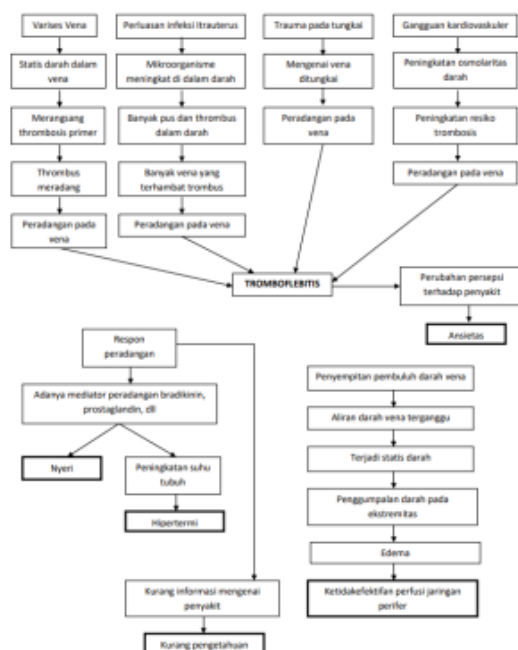 Varises Vena
Perluasan infeksi Itrauterus
Trauma pada tungkai
Gangguan kardiovaskuler
Statis darah dalam
vena
Mikroorganisme
meningkat di dalam darah
Mengenai vena
ditungkai
Peningkatan osmolaritas
darah
Merangsang
thrombosis primer
Banyak pus dan thrombus
dalam darah
Peradangan pada
vena
Peningkatan resiko
trombosis
Thrombus
meradang
Banyak vena yang
terhambat trombus
Peradangan pada vena
Peradangan pada
vena
Peradangan pada vena
TROMBOFLEBITIS
Perubahan persepsi
terhadap penyakit
Ansietas
Respon
peradangan
Adanya mediator peradangan bradikinin,
prostaglandin, dll
Nyeri
Peningkatan suhu
tubuh
Hipertermi
Kurang informasi mengenai
penyakit
Kurang pengetahuan
Penyempitan pembuluh darah vena
Aliran darah vena terganggu
Terjadi statis darah
Penggumpalan darah pada
ekstremitas
Edema
Ketidakefektifan perfusi jaringan
perifer